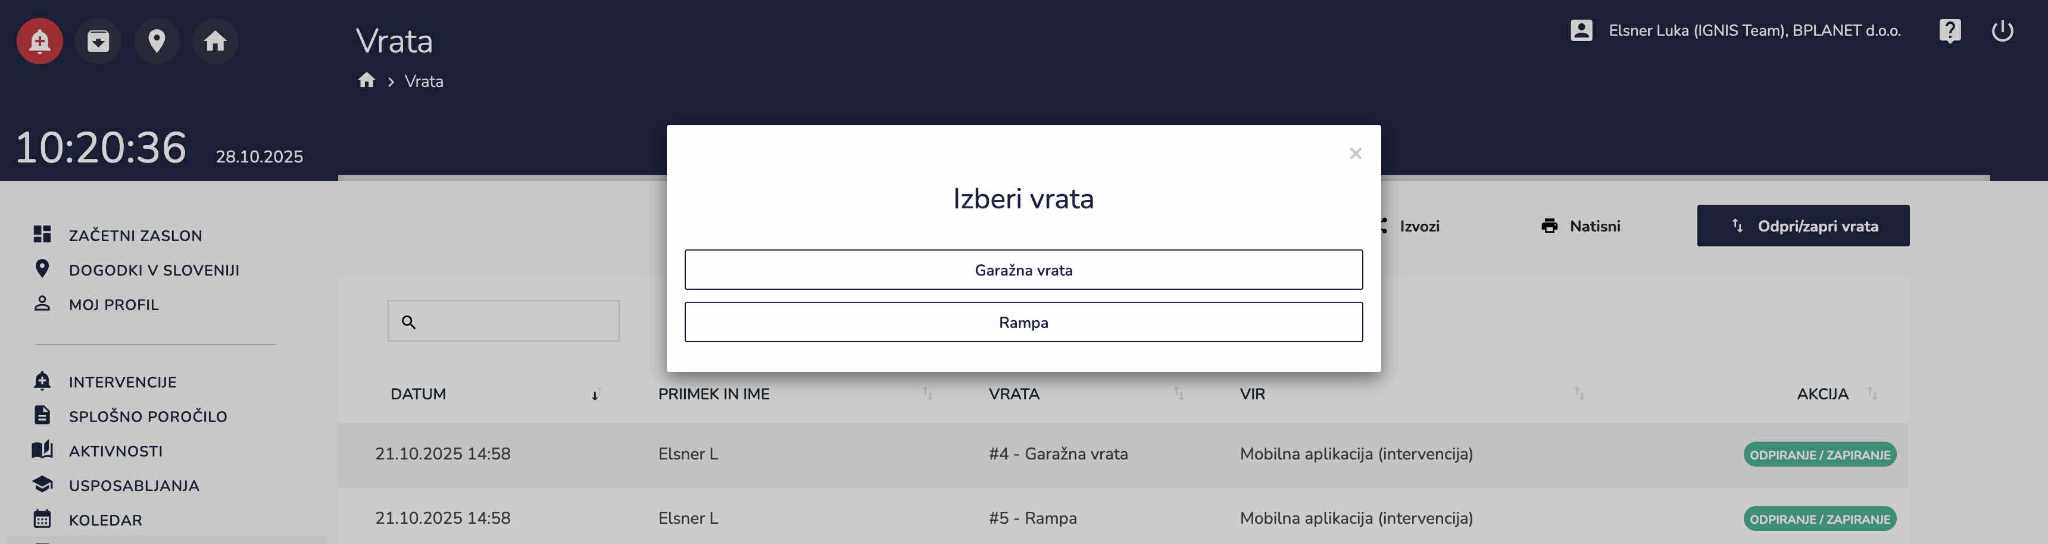 Vrata
Elsner Luka (IGNIS Team), BPLANET d.o.o.
Vrata
10:20:36 28.10.2025
×
Izberi vrata
Garažna vrata
Rampa
Izvozi Natisni Odpri/zapri vrata
ZAČETNI ZASLON
DOGODKI V SLOVENIJI
MOJ PROFIL
INTERVENCIJE
SPLOŠNO POROČILO
AKTIVNOSTI
USPOSABLJANJA
KOLEDAR
DATUM PRIIMEK IN IME VRATA VIR AKCIJA
21.10.2025 14:58 Elsner L #4 - Garažna vrata Mobilna aplikacija (intervencija) ODPIRANJE / ZAPIRANJE
21.10.2025 14:58 Elsner L #5 - Rampa Mobilna aplikacija (intervencija) ODPIRANJE / ZAPIRANJE